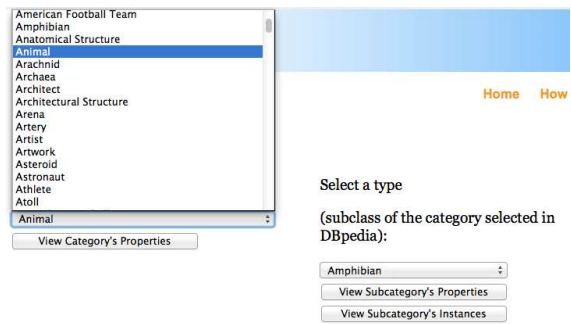 American Football Team
Amphibian
Anatomical Structure
Animal
Arachnid
Archaea
Architect
Architectural Structure
Arena
Artery
Artist
Artwork
Asteroid
Astronaut
Athlete
Atoll
Animal
View Category's Properties
Home How
Select a type
(subclass of the category selected in
DBpedia):
Amphibian
View Subcategory's Properties
View Subcategory's Instances